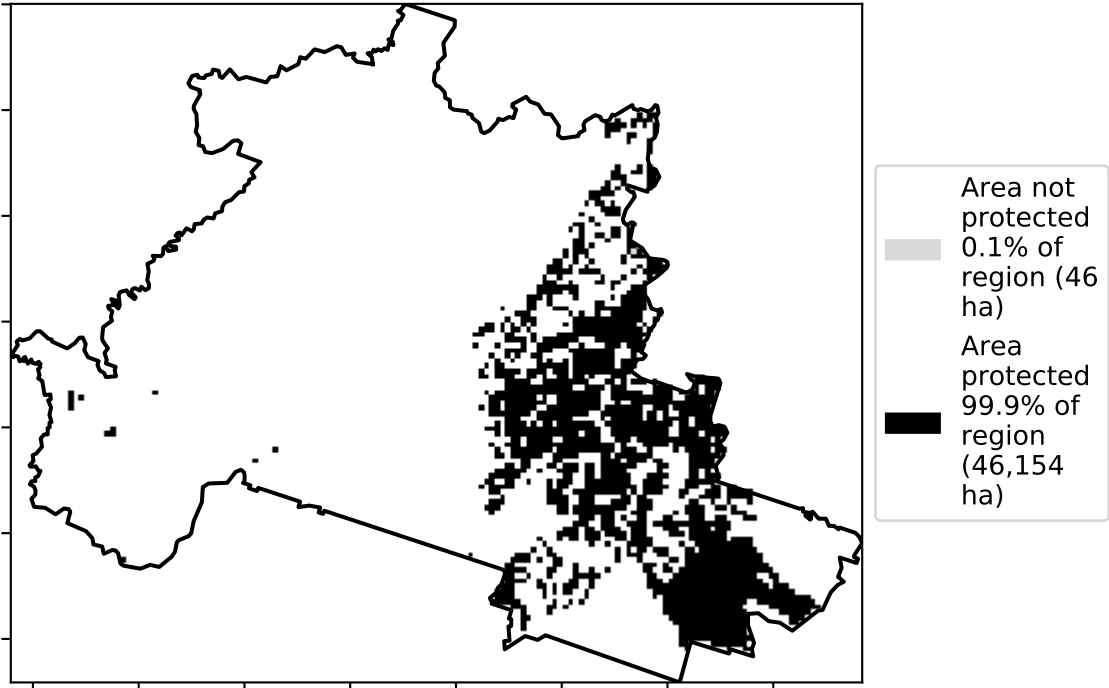 Area not
protected
0.1% of
region (46
ha)
Area
protected
99.9% of
region
(46,154
ha)